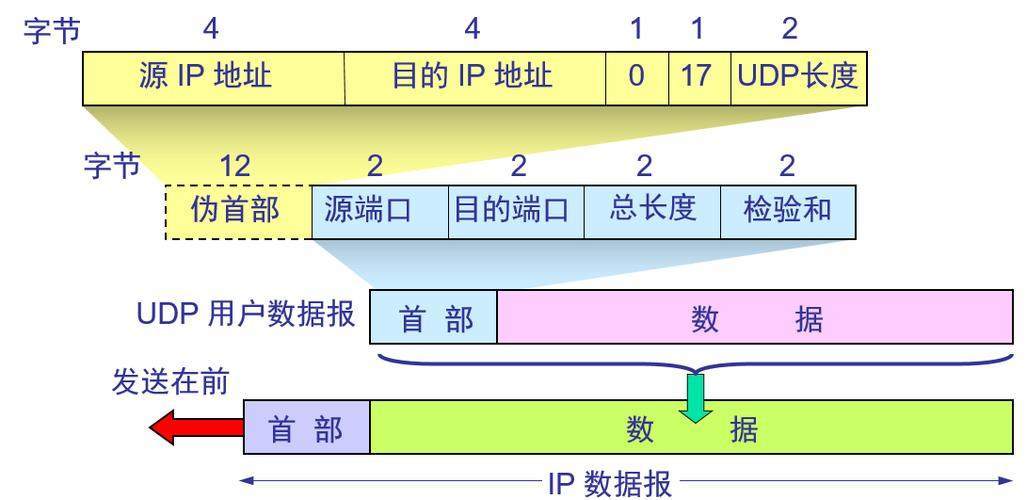 字节 4 4 1 1 2
源 IP 地址 目的 IP 地址 0 17 UDP长度
字节 12 2 2 2 2
伪首部 源端口 目的端口 总长度 检验和
UDP 用户数据报 首 部 数 据
发送在前
首 部 数 据
IP 数据报